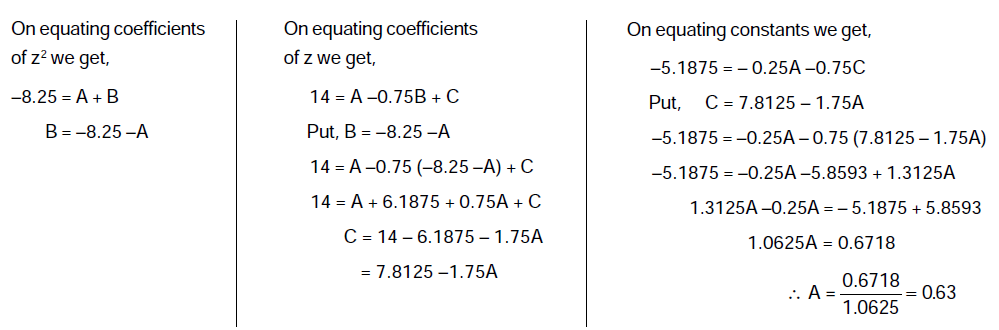 On equating coefficients
of z² we get,
–8.25 = A + B
B = –8.25 –A
On equating coefficients
of z we get,
14 = A –0.75B + C
Put, B = –8.25 –A
14 = A –0.75 (–8.25 –A) + C
14 = A + 6.1875 + 0.75A + C
C = 14 – 6.1875 – 1.75A
= 7.8125 –1.75A
On equating constants we get,
–5.1875 = – 0.25A –0.75C
Put, C = 7.8125 – 1.75A
–5.1875 = –0.25A – 0.75 (7.8125 – 1.75A)
–5.1875 = –0.25A –5.8593 + 1.3125A
1.3125A –0.25A = – 5.1875 + 5.8593
1.0625A = 0.6718
∴ A = 0.6718/1.0625 = 0.63